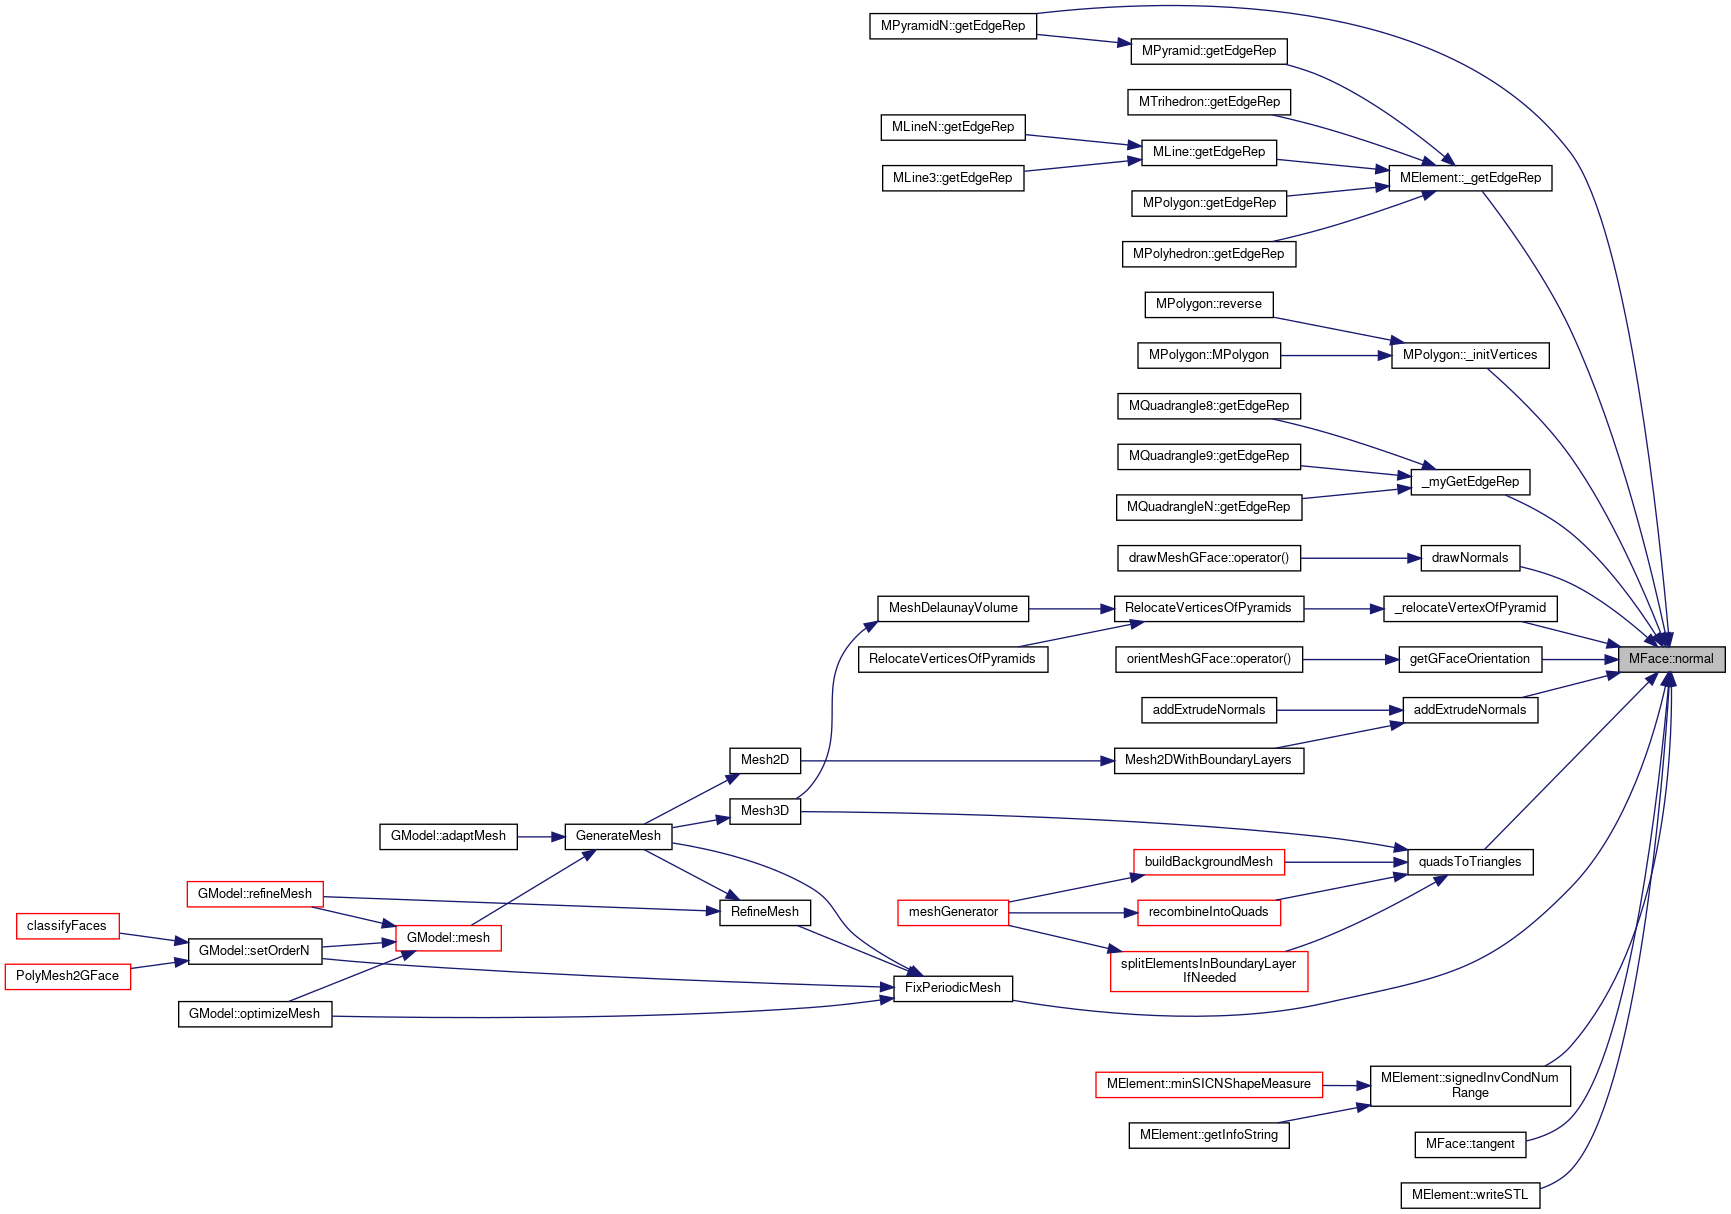 MPyramidN::getEdgeRep
MPyramid::getEdgeRep
MTrihedron::getEdgeRep
MLineN::getEdgeRep
MLine::getEdgeRep
MLine3::getEdgeRep
MElement::_getEdgeRep
MPolygon::getEdgeRep
MPolyhedron::getEdgeRep
MPolygon::reverse
MPolygon::MPolygon
MPolygon::_initVertices
MQuadrangle8::getEdgeRep
MQuadrangle9::getEdgeRep
_myGetEdgeRep
MQuadrangleN::getEdgeRep
drawMeshGFace::operator()
drawNormals
MeshDelaunayVolume
RelocateVerticesOfPyramids
_relocateVertexOfPyramid
RelocateVerticesOfPyramids
orientMeshGFace::operator()
getGFaceOrientation
MFace::normal
addExtrudeNormals
addExtrudeNormals
Mesh2D
Mesh2DWithBoundaryLayers
Mesh3D
GModel::adaptMesh
GenerateMesh
buildBackgroundMesh
quadsToTriangles
GModel::refineMesh
RefineMesh
meshGenerator
recombineIntoQuads
classifyFaces
GModel::setOrderN
GModel::mesh
PolyMesh2GFace
splitElementsInBoundaryLayer
IfNeeded
FixPeriodicMesh
GModel::optimizeMesh
MElement::minSICNShapeMeasure
MElement::signedInvCondNum
Range
MElement::getInfoString
MFace::tangent
MElement::writeSTL